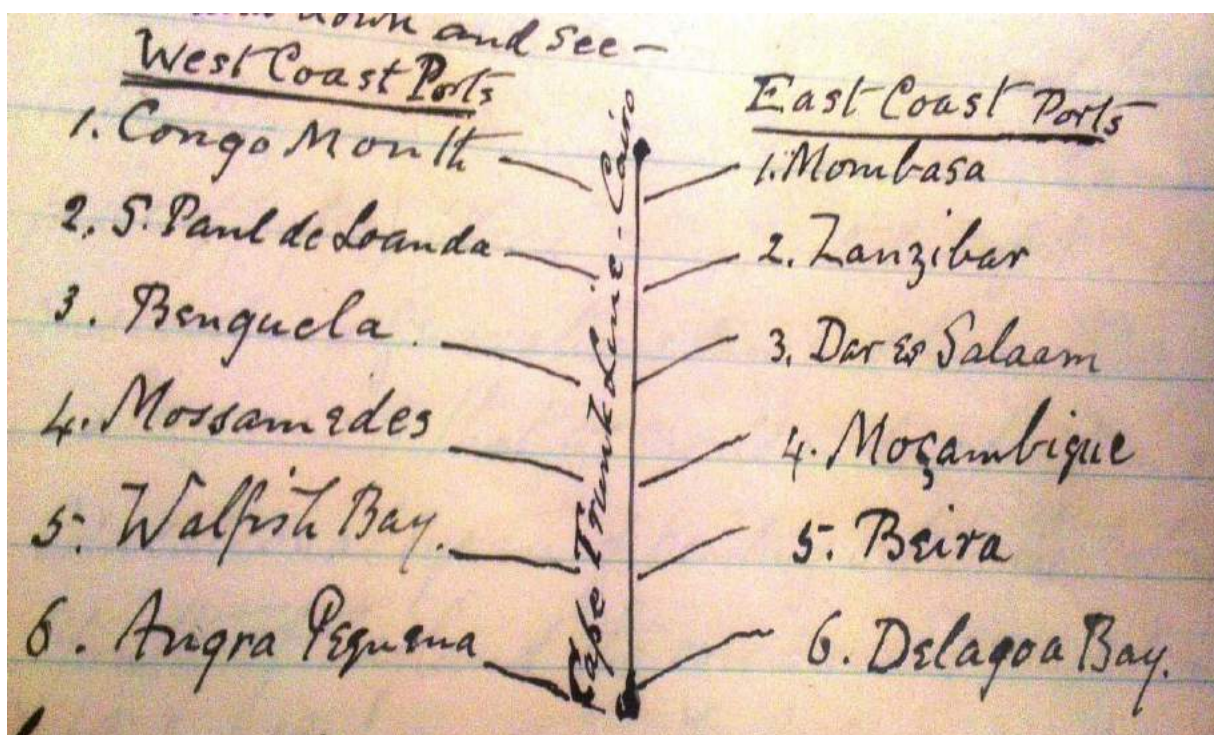 down and see —
West Coast Ports
1. Congo Mouth
2. S. Paul de Loanda
3. Benguela.
4. Mossamedes
5. Walfish Bay.
6. Angra Pequena
Cape Trunk Line - Cairo
East Coast Ports
1. Mombasa
2. Zanzibar
3. Dar es Salaam
4. Moçambique
5. Beira
6. Delagoa Bay.